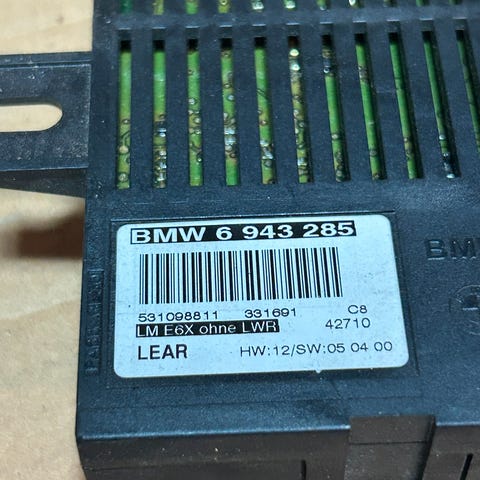 BMW 6 943 285
531098811 331691 C8
LM E6X ohne LWR 42710
LEAR HW:12/SW:05 04 00
BMW